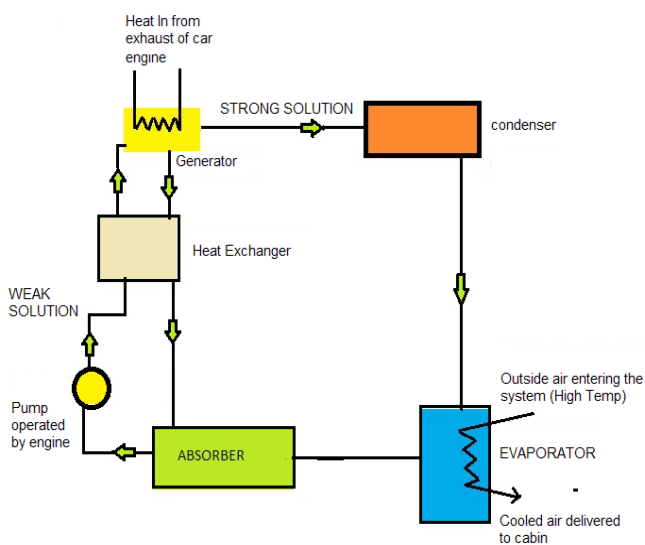 Heat In from
exhaust of car
engine
STRONG SOLUTION
condenser
Generator
Heat Exchanger
WEAK
SOLUTION
Pump
operated
by engine
ABSORBER
Outside air entering the
system (High Temp)
EVAPORATOR
Cooled air delivered
to cabin